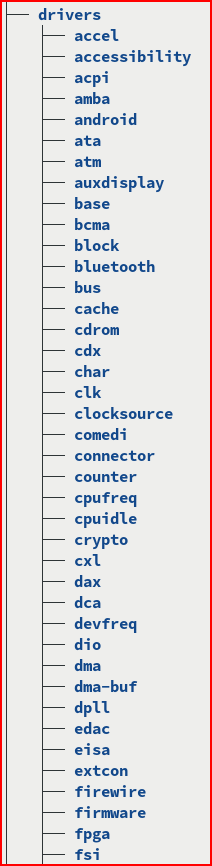 drivers
accel
accessibility
acpi
amba
android
ata
atm
auxdisplay
base
bcma
block
bluetooth
bus
cache
cdrom
cdx
char
clk
clocksource
comedi
connector
counter
cpufreq
cpuidle
crypto
cxl
dax
dca
devfreq
dio
dma
dma-buf
dpll
edac
eisa
extcon
firewire
firmware
fpga
fsi